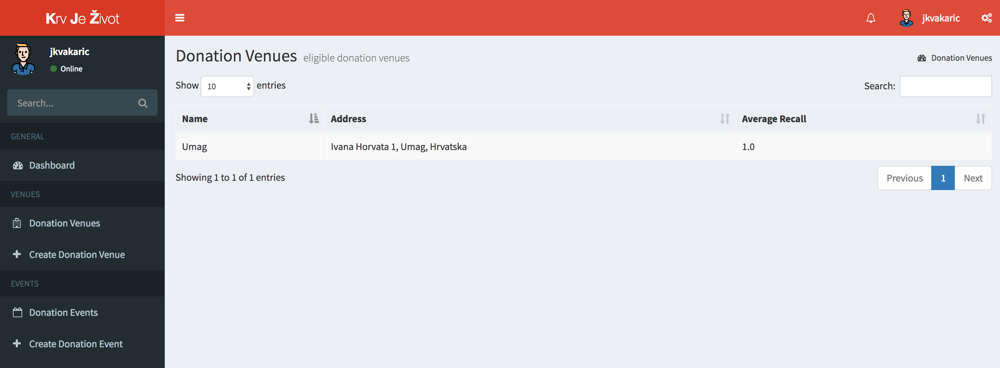 Krv Je Život
jkvakaric
jkvakaric
Online
Search...
GENERAL
Dashboard
VENUES
Donation Venues
Create Donation Venue
EVENTS
Donation Events
Create Donation Event
Donation Venues eligible donation venues
Donation Venues
Show 10 entries
Search:
Name Address Average Recall
Umag Ivana Horvata 1, Umag, Hrvatska 1.0
Showing 1 to 1 of 1 entries
Previous 1 Next